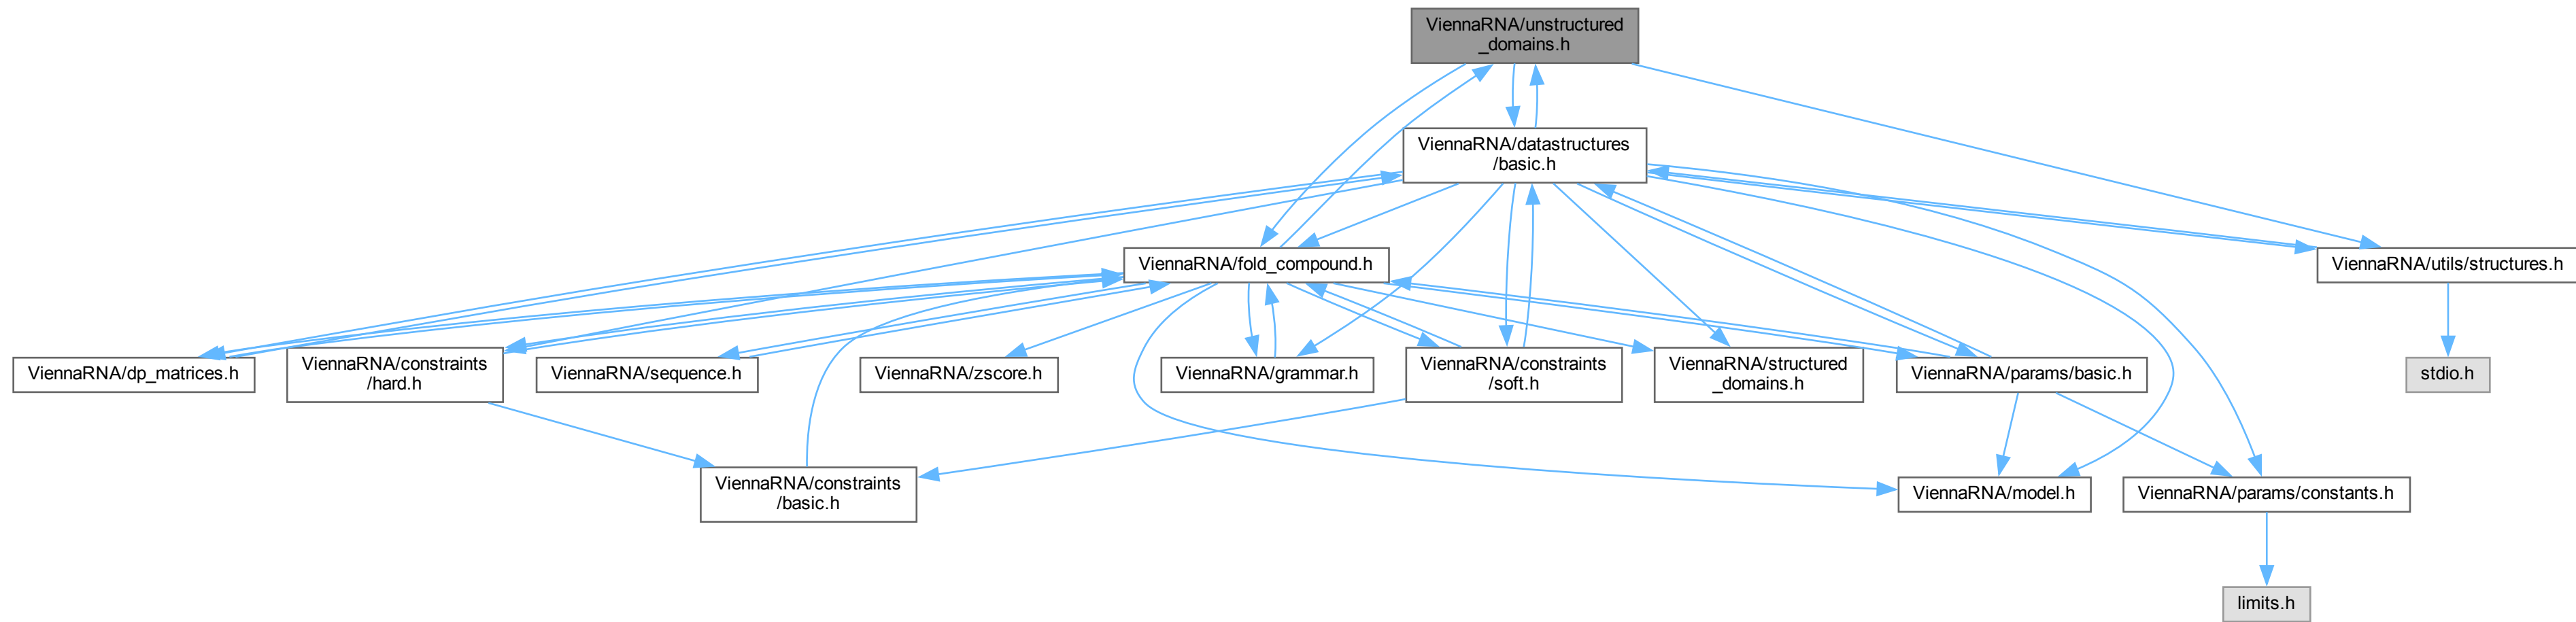 ViennaRNA/unstructured
_domains.h
ViennaRNA/datastructures
/basic.h
ViennaRNA/fold_compound.h
ViennaRNA/utils/structures.h
ViennaRNA/dp_matrices.h
ViennaRNA/constraints
/hard.h
ViennaRNA/sequence.h
ViennaRNA/zscore.h
ViennaRNA/grammar.h
ViennaRNA/constraints
/soft.h
ViennaRNA/structured
_domains.h
ViennaRNA/params/basic.h
stdio.h
ViennaRNA/constraints
/basic.h
ViennaRNA/model.h
ViennaRNA/params/constants.h
limits.h